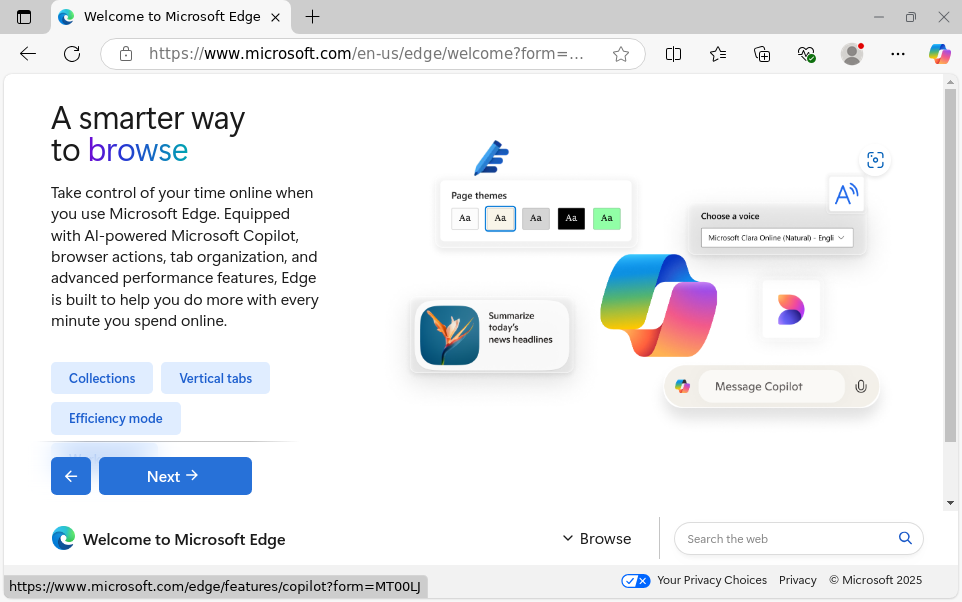 Welcome to Microsoft Edge
https://www.microsoft.com/en-us/edge/welcome?form=...
A smarter way
to browse
Take control of your time online when
you use Microsoft Edge. Equipped
with AI-powered Microsoft Copilot,
browser actions, tab organization, and
advanced performance features, Edge
is built to help you do more with every
minute you spend online.
Collections
Vertical tabs
Efficiency mode
Next
Page themes
Aa Aa Aa Aa Aa
A
Choose a voice
Microsoft Clara Online (Natural) - Engli
Summarize
today's
news headlines
Message Copilot
Welcome to Microsoft Edge
Browse
Search the web
Your Privacy Choices
Privacy
© Microsoft 2025
https://www.microsoft.com/edge/features/copilot?form=MT00LJ